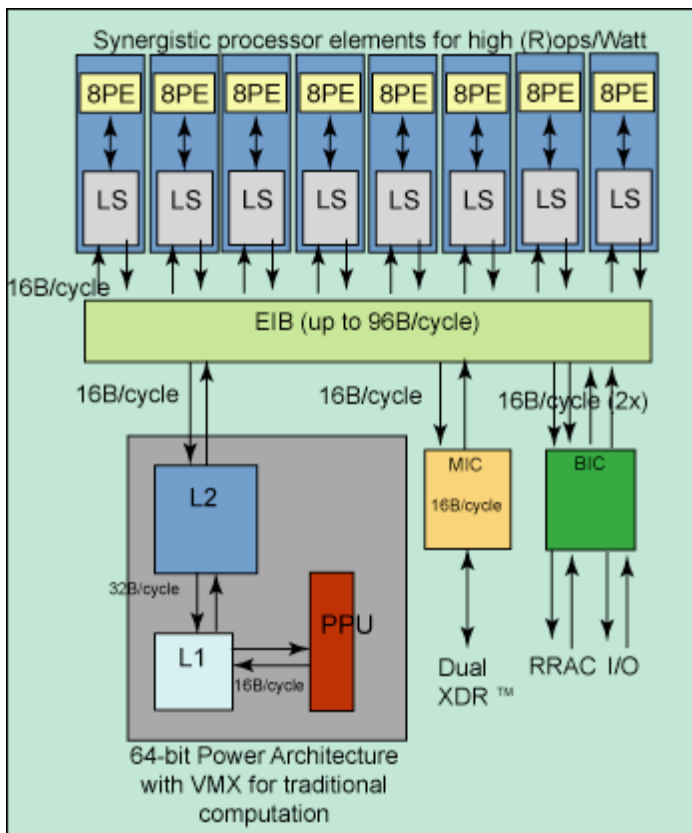 Synergistic processor elements for high (R)ops/Watt
8PE 8PE 8PE 8PE 8PE 8PE 8PE 8PE
LS LS LS LS LS LS LS LS
16B/cycle
EIB (up to 96B/cycle)
16B/cycle 16B/cycle 16B/cycle (2x)
L2
MIC
16B/cycle
BIC
32B/cycle
L1
PPU
16B/cycle
Dual
XDR ™
RRAC I/O
64-bit Power Architecture
with VMX for traditional
computation